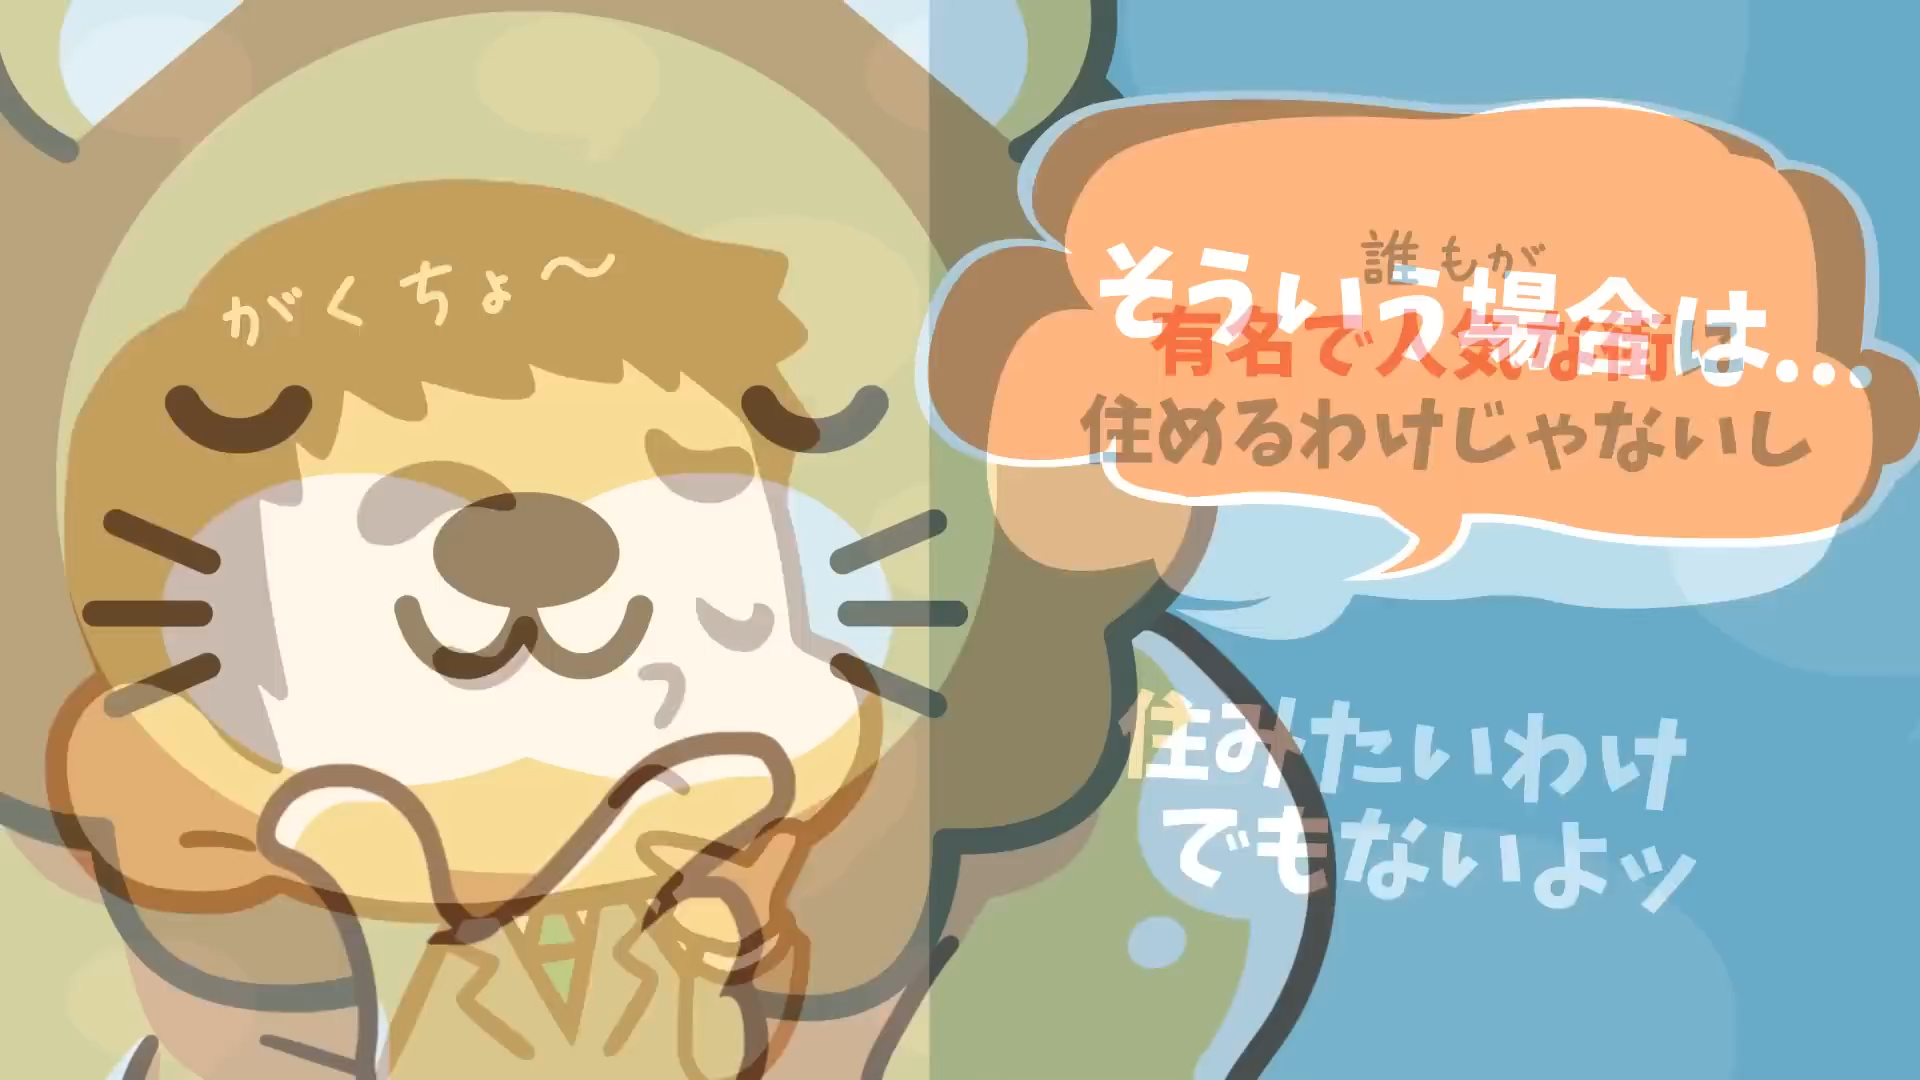 がくちょ〜
誰もが
そういう場合は...
有名で人気な街に
住めるわけじゃないし
住みたいわけ
でもないよッ